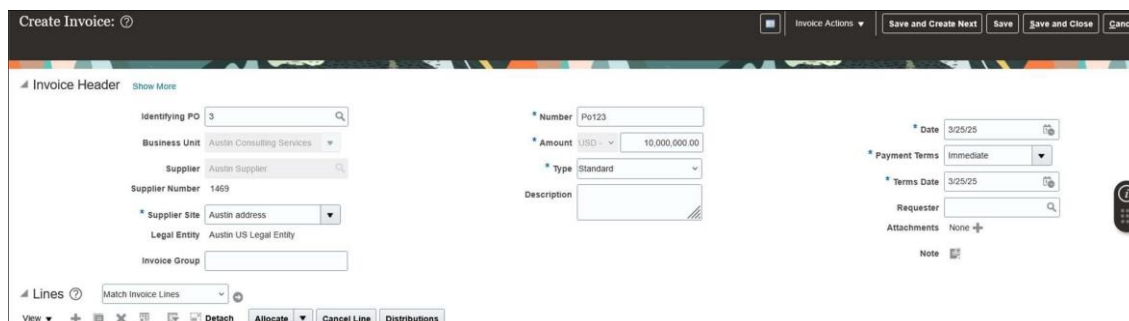 Create Invoice:
Invoice Actions Save and Create Next Save Save and Close Canc
Invoice Header Show More
Identifying PO 3
Business Unit Austin Consulting Services
Supplier Austin Supplier
Supplier Number 1469
* Supplier Site Austin address
Legal Entity Austin US Legal Entity
Invoice Group
* Number Po123
* Amount USD - 10,000,000.00
* Type Standard
Description
* Date 3/25/25
* Payment Terms Immediate
* Terms Date 3/25/25
Requester
Attachments None
Note
Lines Match Invoice Lines
View Detach Allocate Cancel Line Distributions